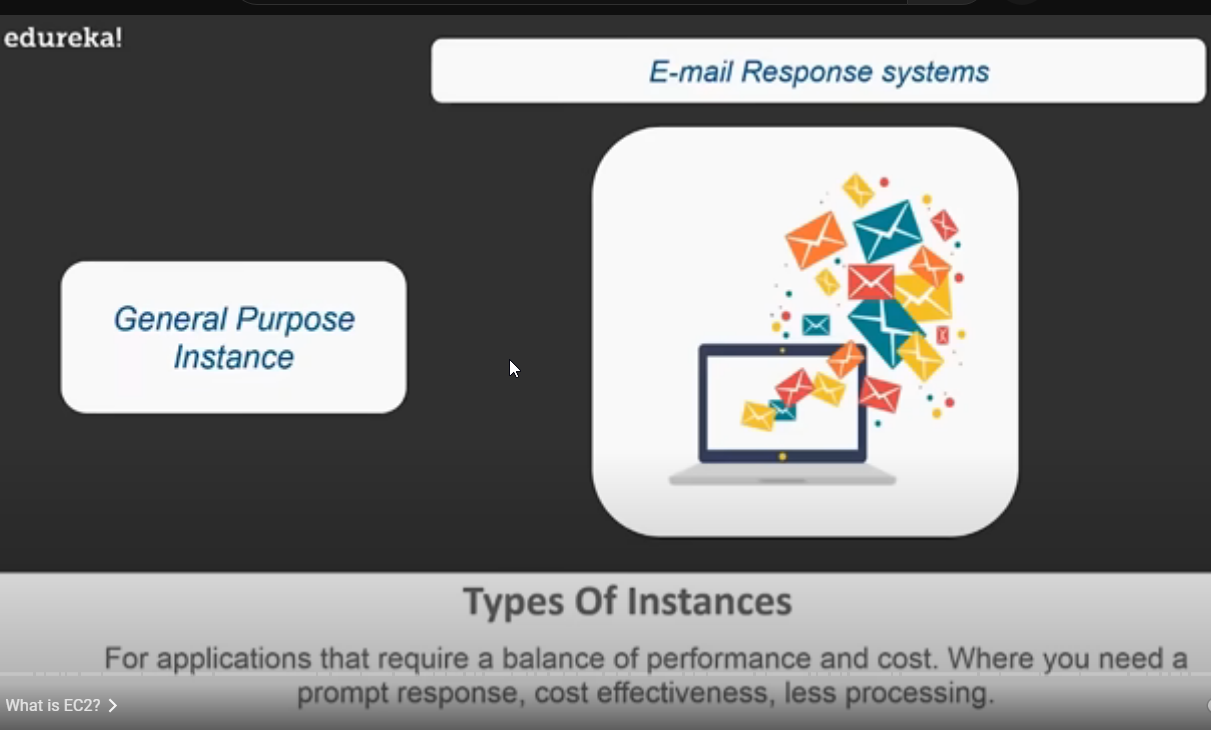 edureka!
E-mail Response systems
General Purpose
Instance
Types Of Instances
For applications that require a balance of performance and cost. Where you need a
prompt response, cost effectiveness, less processing.
What is EC2?